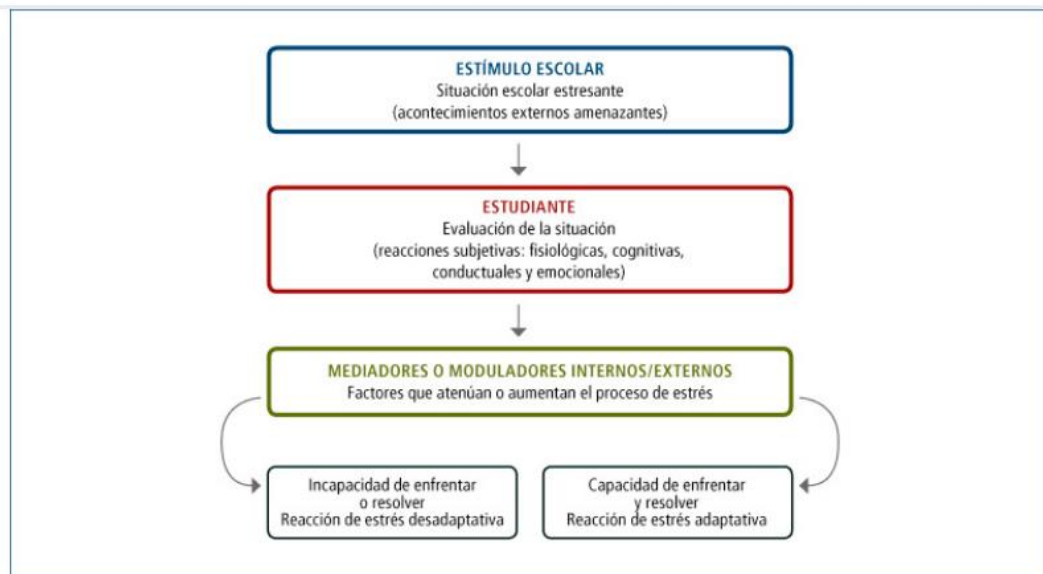 ESTÍMULO ESCOLAR
Situación escolar estresante
(acontecimientos externos amenazantes)
ESTUDIANTE
Evaluación de la situación
(reacciones subjetivas: fisiológicas, cognitivas,
conductuales y emocionales)
MEDIADORES O MODULADORES INTERNOS/EXTERNOS
Factores que atenúan o aumentan el proceso de estrés
Incapacidad de enfrentar
o resolver
Reacción de estrés desadaptativa
Capacidad de enfrentar
y resolver
Reacción de estrés adaptativa